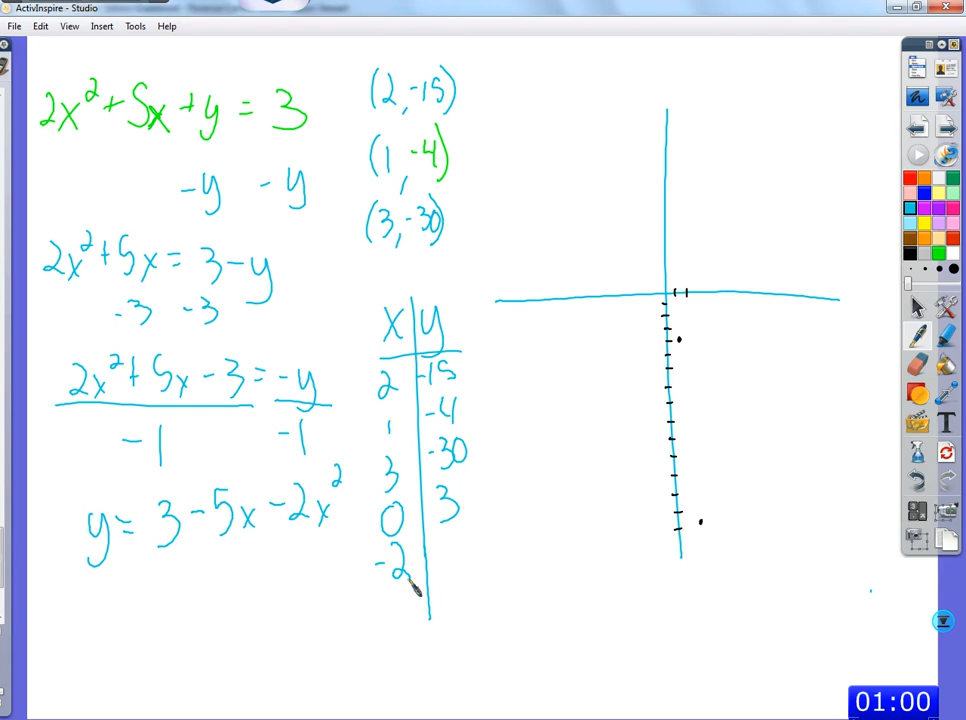 ActivInspire - Studio
File Edit View Insert Tools Help
2x² + 5x + y = 3
-y -y
2x² + 5x = 3 - y
-3 -3
2x² + 5x - 3 = -y
-1 -1
y = 3 - 5x - 2x²
(2, -15)
(1, -4)
(3, -30)
x y
2 -15
1 -4
3 -30
0 3
-2
T
01:00